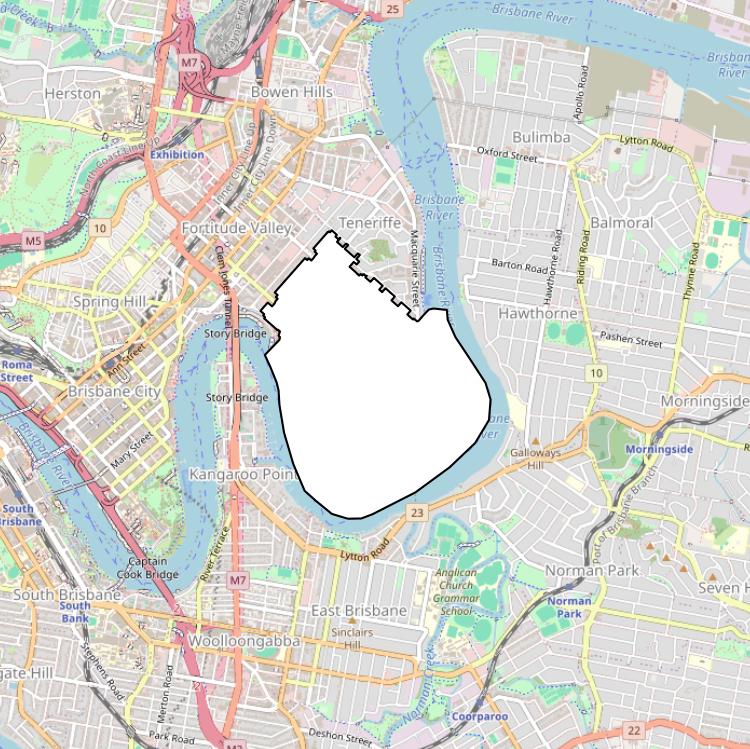 25
Brisbane River
M7
Herston
Bowen Hills
Apollo Road
Brisbane
River
Bulimba
Lytton Road
Oxford Street
Exhibition
North Coast Line Up
Inner City Line Up
Inner City Line Down
Brisbane
River
10
M5
Fortitude Valley
Teneriffe
Balmoral
Macquarie Street
Brisbane River
Barton Road
Hawthorne Road
Riding Road
Thynne Road
Clem Jones Tunnel
Spring Hill
Hawthorne
Story Bridge
Pashen Street
Roma
Street
Ann Street
10
Brisbane City
Story Bridge
Morningside
Brisbane River
Mary Street
Galloways
Hill
Morningside
Kangaroo Point
South
Brisbane
23
Port of Brisbane Branch
Lytton Road
River Terrace
Captain
Cook Bridge
M7
Anglican
Church
Grammar
School
Norman Park
South Brisbane
South
Bank
East Brisbane
Norman
Park
Seven H
Sinclairs
Hill
Woolloongabba
Stephens Road
Merton Road
gate Hill
Norman Creek
Coorparoo
Park Road
Deshon Street
M3
22